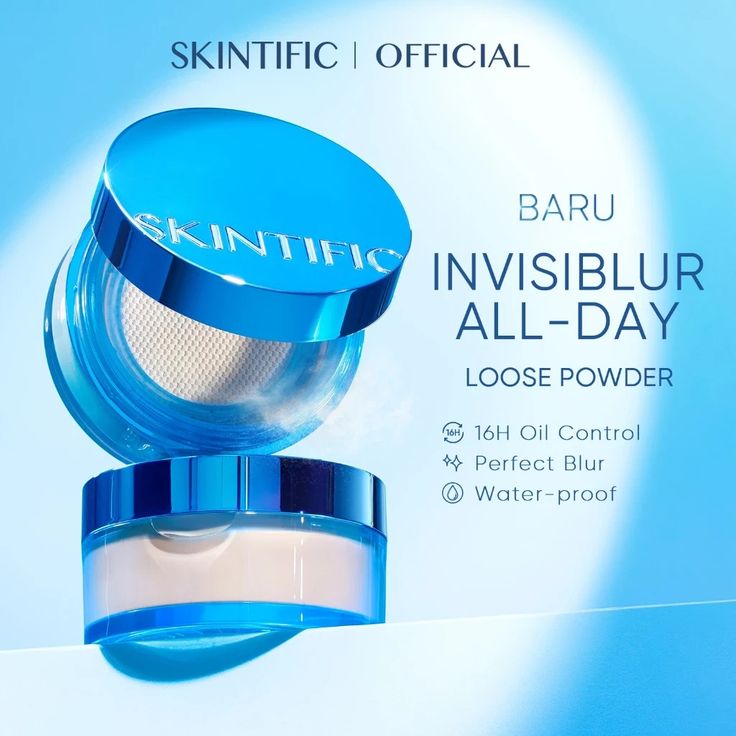 SKINTIFIC | OFFICIAL
SKINTIFIC
BARU
INVISIBLUR
ALL-DAY
LOOSE POWDER
16H 16H Oil Control
Perfect Blur
Water-proof